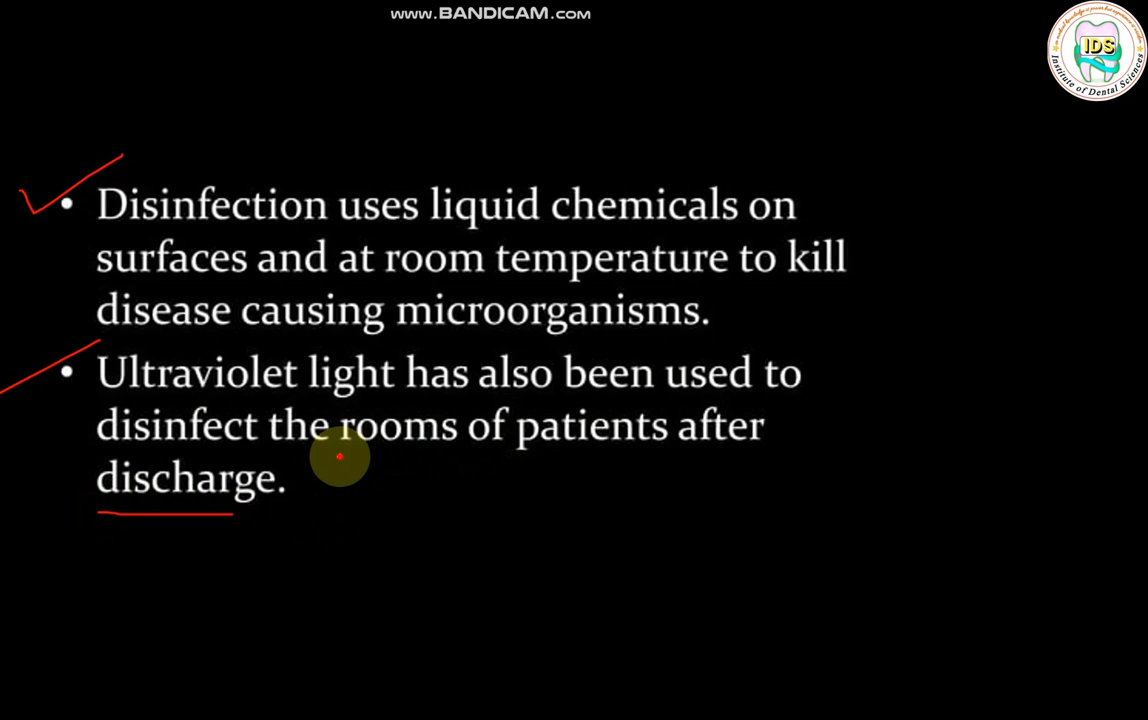 www.BANDICAM.com
IDS
Institute of Dental Sciences
• Disinfection uses liquid chemicals on
surfaces and at room temperature to kill
disease causing microorganisms.
• Ultraviolet light has also been used to
disinfect the rooms of patients after
discharge.